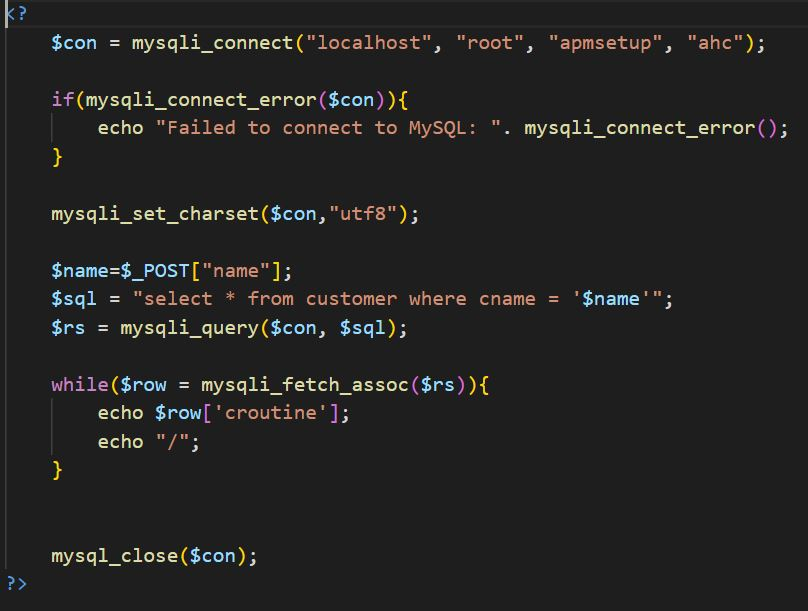 <?
$con = mysqli_connect("localhost", "root", "apmsetup", "ahc");
if(mysqli_connect_error($con)){
echo "Failed to connect to MySQL: ". mysqli_connect_error();
}
mysqli_set_charset($con,"utf8");
$name=$_POST["name"];
$sql = "select * from customer where cname = '$name'";
$rs = mysqli_query($con, $sql);
while($row = mysqli_fetch_assoc($rs)){
echo $row['croutine'];
echo "/";
}
mysql_close($con);
?>